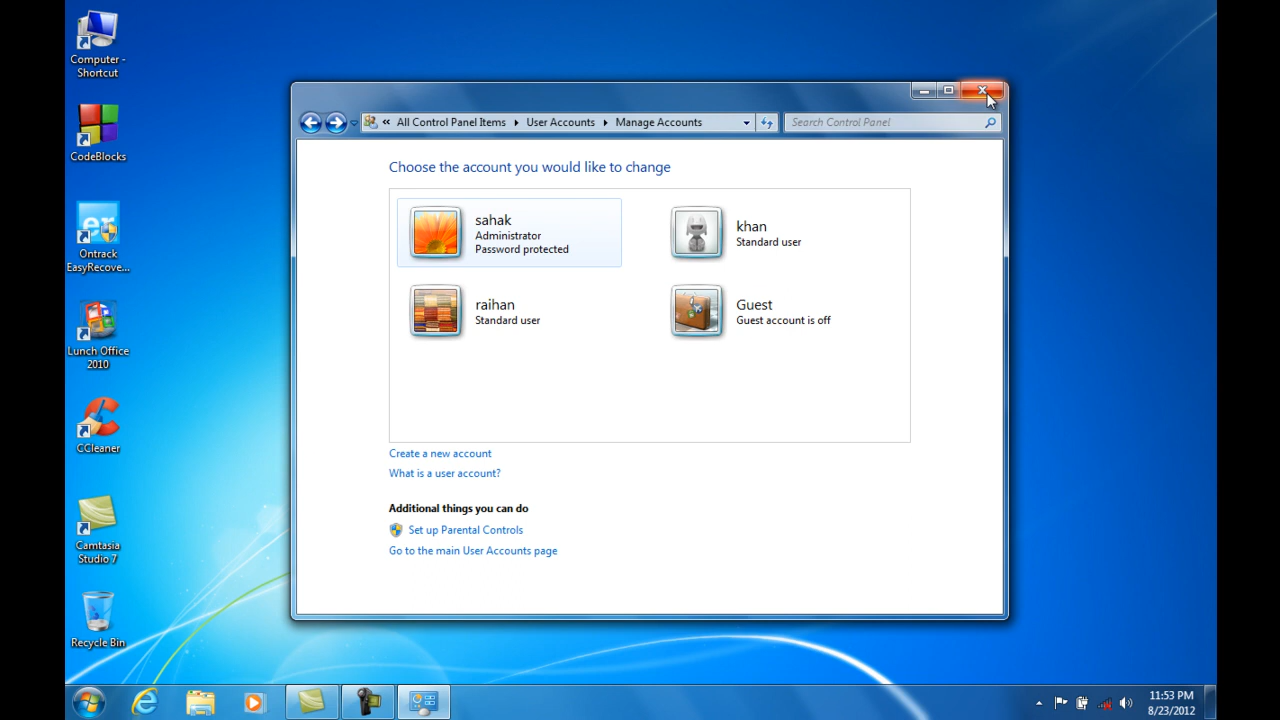 Computer -
Shortcut
CodeBlocks
Ontrack
EasyRecove...
Lunch Office
2010
CCleaner
Camtasia
Studio 7
Recycle Bin
« All Control Panel Items User Accounts Manage Accounts
Search Control Panel
Choose the account you would like to change
sahak
Administrator
Password protected
khan
Standard user
raihan
Standard user
Guest
Guest account is off
Create a new account
What is a user account?
Additional things you can do
Set up Parental Controls
Go to the main User Accounts page
11:53 PM
8/23/2012